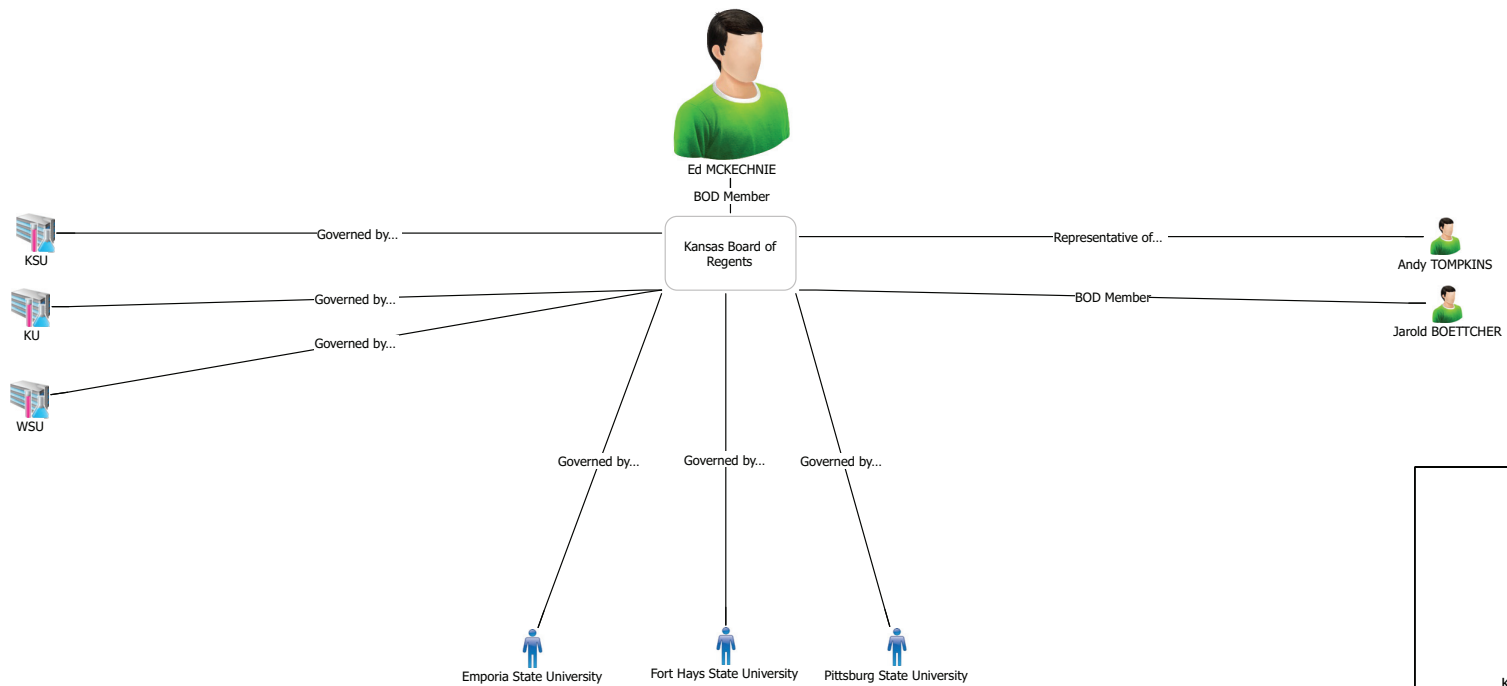 Ed MCKECHNIE
BOD Member
Kansas Board of
Regents
Governed by...
KSU
Governed by...
KU
Governed by...
WSU
Representative of...
Andy TOMPKINS
BOD Member
Jarold BOETTCHER
Governed by...
Governed by...
Governed by...
Emporia State University
Fort Hays State University
Pittsburg State University